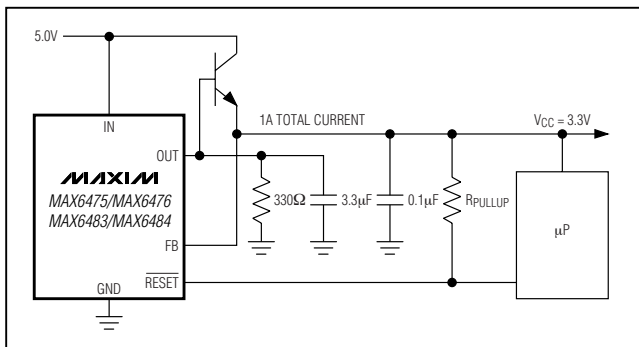 5.0V
1A TOTAL CURRENT
VCC = 3.3V
IN
OUT
MAXIM
MAX6475/MAX6476
MAX6483/MAX6484
330Ω
3.3µF
0.1µF
RPULLUP
µP
FB
GND
RESET